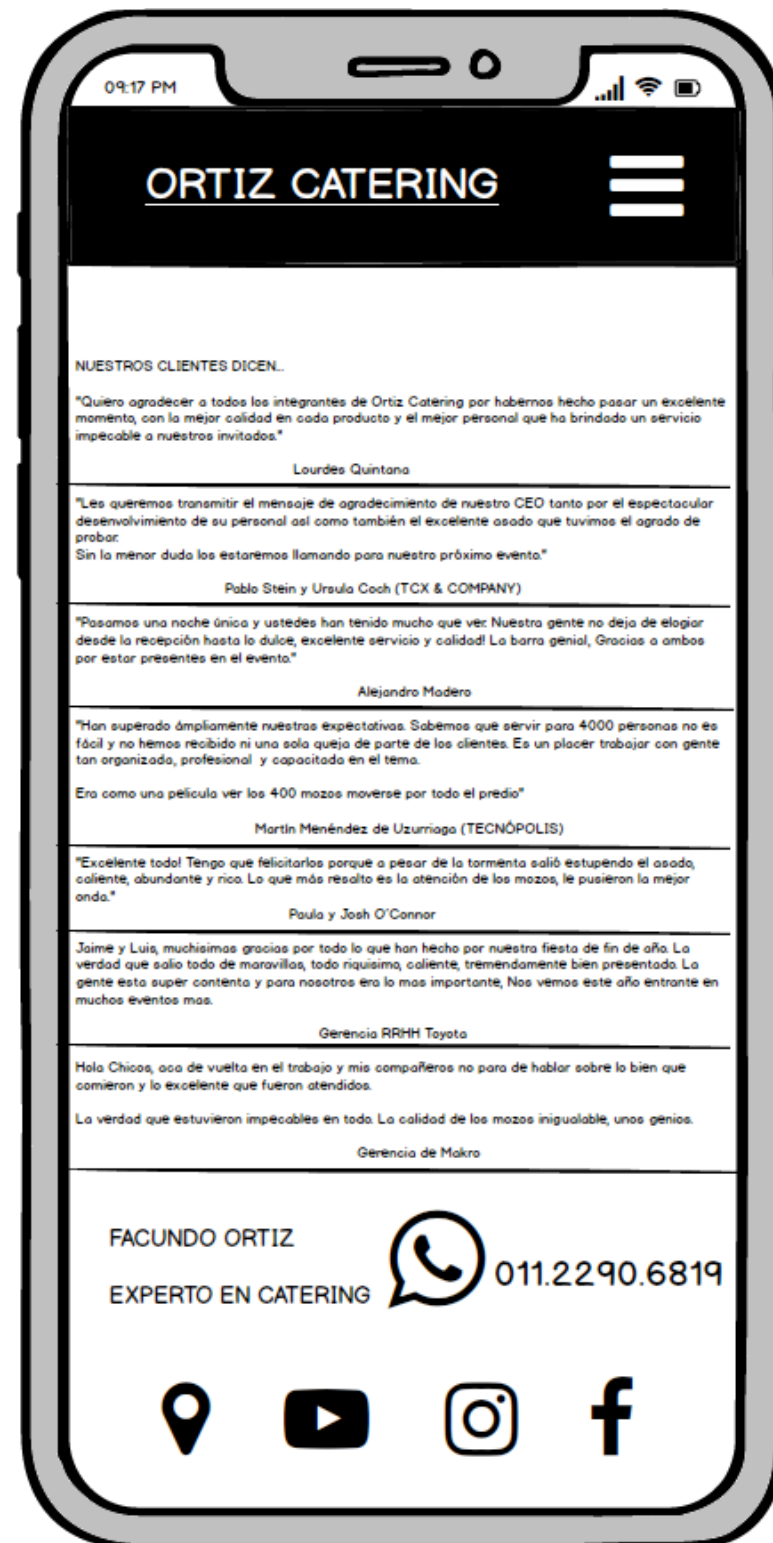 09:17 PM
ORTIZ CATERING
NUESTROS CLIENTES DICEN...
"Quiero agradecer a todos los integrantes de Ortiz Catering por habernos hecho pasar un excelente
momento, con la mejor calidad en cada producto y el mejor personal que ha brindado un servicio
impecable a nuestros invitados."
Lourdes Quintana
"Les queremos transmitir el mensaje de agradecimiento de nuestro CEO tanto por el espectacular
desenvolvimiento de su personal así como también el excelente asado que tuvimos el agrado de
probar.
Sin la menor duda los estaremos llamando para nuestro próximo evento."
Pablo Stein y Ursula Coch (TCX & COMPANY)
"Pasamos una noche única y ustedes han tenido mucho que ver. Nuestra gente no deja de elogiar
desde la recepción hasta lo dulce, excelente servicio y calidad! La barra genial, Gracias a ambos
por estar presentes en el evento."
Alejandro Madero
"Han superado ámpliamente nuestras expectativas. Sabemos que servir para 4000 personas no es
fácil y no hemos recibido ni una sola queja de parte de los clientes. Es un placer trabajar con gente
tan organizada, profesional y capacitada en el tema.
Era como una pelicula ver los 400 mozos moverse por todo el predio"
Martín Menéndez de Uzurriaga (TECNÓPOLIS)
"Excelente todo! Tengo que felicitarlos porque a pesar de la tormenta salió estupendo el asado,
caliente, abundante y rico. Lo que más resalto es la atención de los mozos, le pusieron la mejor
onda."
Paula y Josh O'Connor
Jaime y Luis, muchisimas gracias por todo lo que han hecho por nuestra fiesta de fin de año. La
verdad que salio todo de maravillas, todo riquisimo, caliente, tremendamente bien presentado. La
gente esta super contenta y para nosotros era lo mas importante, Nos vemos este año entrante en
muchos eventos mas.
Gerencia RRHH Toyota
Hola Chicos, aca de vuelta en el trabajo y mis compañeros no para de hablar sobre lo bien que
comieron y lo excelente que fueron atendidos.
La verdad que estuvieron impecables en todo. La calidad de los mozos inigualable, unos genios.
Gerencia de Makro
FACUNDO ORTIZ
EXPERTO EN CATERING
011.2290.6819